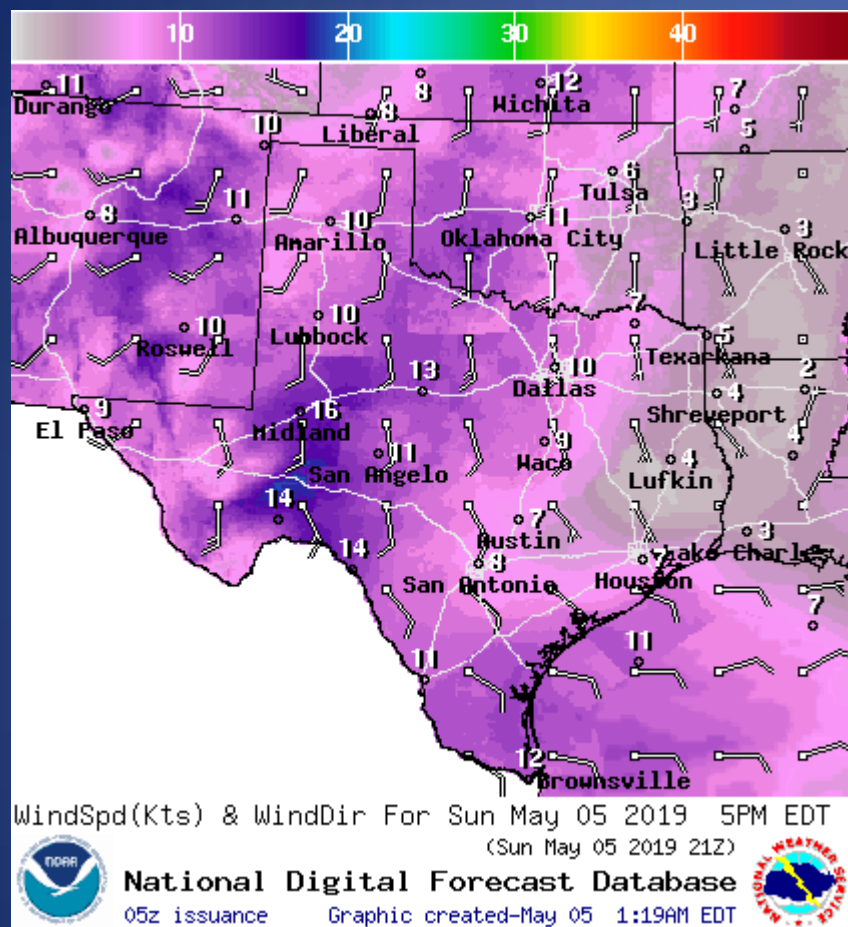 10 20 30 40
11 8 12 7
Durango Wichita
8
Liberal
10 5
6
Tulsa
8 11 10 11 3 3
Albuquerque Amarillo Oklahoma City Little Rock
10 10 7 5
Roswell Lubbock Texarkana
13 10 4 2
Dallas
9 16 Shreveport
El Paso Midland 9 4
11 Waco 4
San Angelo Lufkin
14 7 3
Austin
14 8 7 Lake Charles
San Antonio Houston
7
11 11
12
Brownsville
WindSpd(Kts) & WindDir For Sun May 05 2019 5PM EDT
(Sun May 05 2019 21Z)
NOAA
National Digital Forecast Database
05z issuance Graphic created-May 05 1:19AM EDT
NATIONAL WEATHER SERVICE